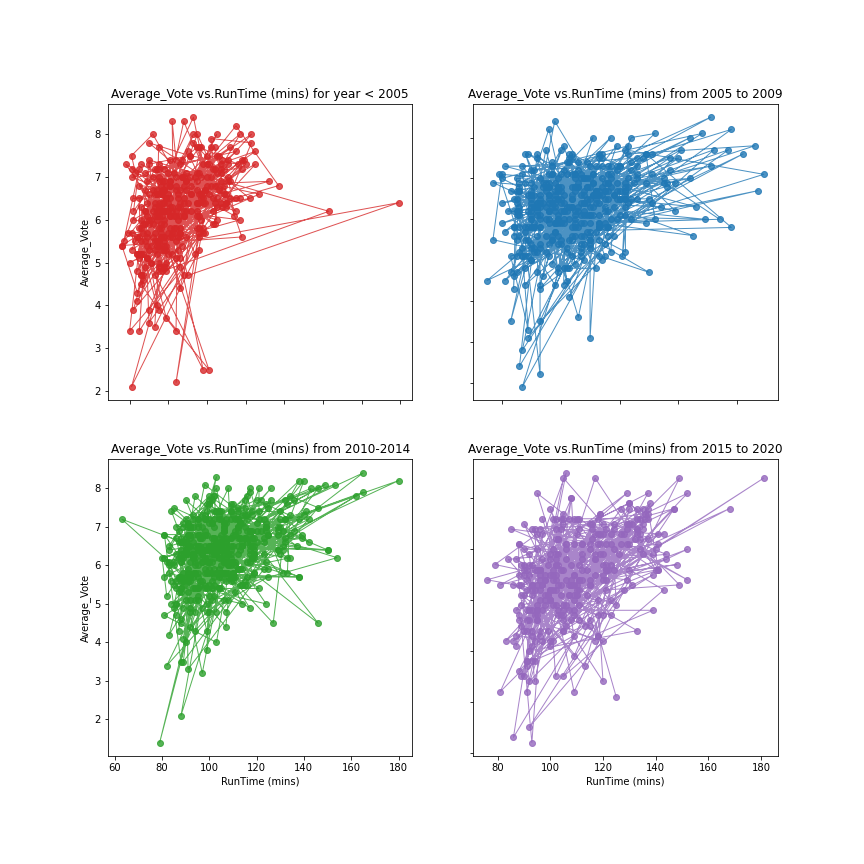 Average_Vote vs.RunTime (mins) for year < 2005
Average_Vote vs.RunTime (mins) from 2005 to 2009
8
7
6
5
4
3
2
Average_Vote
Average_Vote vs.RunTime (mins) from 2010-2014
Average_Vote vs.RunTime (mins) from 2015 to 2020
8
7
6
5
4
3
2
Average_Vote
60 80 100 120 140 160 180
80 100 120 140 160 180
RunTime (mins)
RunTime (mins)